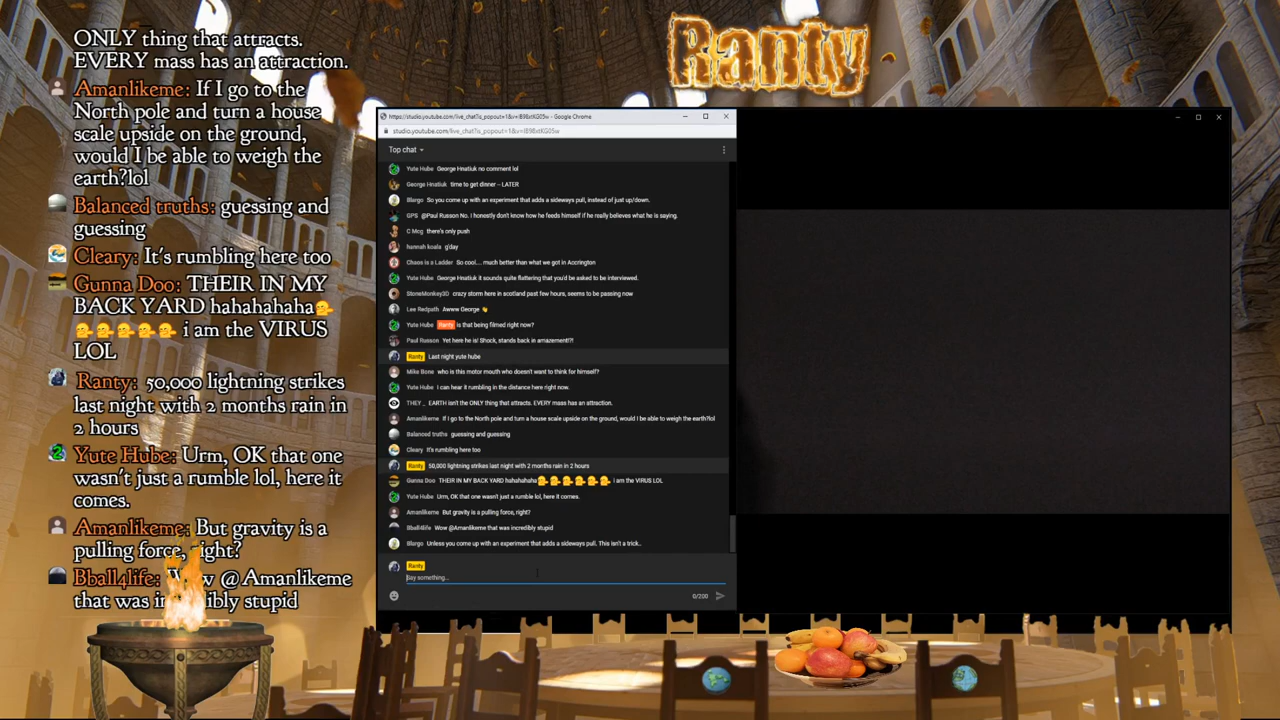 ONLY thing that attracts.
EVERY mass has an attraction.
Amanlikeme: If I go to the
North pole and turn a house
scale upside on the ground,
would I be able to weigh the
earth?lol
Balanced truths: guessing and
guessing
Cleary: It's rumbling here too
Gunna Doo: THEIR IN MY
BACK YARD hahahahaha
i am the VIRUS
LOL
Ranty: 50,000 lightning strikes
last night with 2 months rain in
2 hours
Yute Hube: Urm, OK that one
wasn't just a rumble lol, here it
comes.
Amanlikeme: But gravity is a
pulling force, right?
Bball4life: Wow @Amanlikeme
that was incredibly stupid
Ranty
studio.youtube.com/live_chat?is_popout=1&v=
Google Chrome
Top chat
Yute Hube George Hnatiuk no comment lol
George Hnatiuk time to get dinner -- LATER
Blargo So you come up with an experiment that adds a sideways pull, instead of just up/down.
GPS @Paul Russon No. I honestly don't know how he feeds himself if he really believes what he is saying.
C Mcg there's only push
hannah koala g'day
Chaos is a Ladder So cool.... much better than what we got in Accrington
Yute Hube George it sounds quite flattering that you'd be asked to be interviewed.
StoneMonkey3D crazy storm here in scotland past few hours, seems to be passing now
Lee Redpath Awww George
Yute Hube Ranty is that being filmed right now?
Paul Russon Yet here he is! Shock, stands back in amazement!?!
Ranty Last night yute hube
Mike Bone who is this motor mouth who doesn't want to think for himself?
Yute Hube I can hear it rumbling in the distance here right now.
THEY _ EARTH isn't the ONLY thing that attracts. EVERY mass has an attraction.
Amanlikeme If I go to the North pole and turn a house scale upside on the ground, would I be able to weigh the earth?lol
Balanced truths guessing and guessing
Cleary It's rumbling here too
Ranty 50,000 lightning strikes last night with 2 months rain in 2 hours
Gunna Doo THEIR IN MY BACK YARD hahahahaha i am the VIRUS LOL
Yute Hube Urm, OK that one wasn't just a rumble lol, here it comes.
Amanlikeme But gravity is a pulling force, right?
Bball4life Wow @Amanlikeme that was incredibly stupid
Blargo Unless you come up with an experiment that adds a sideways pull. This isn't a trick..
Ranty
Say something...
0/200